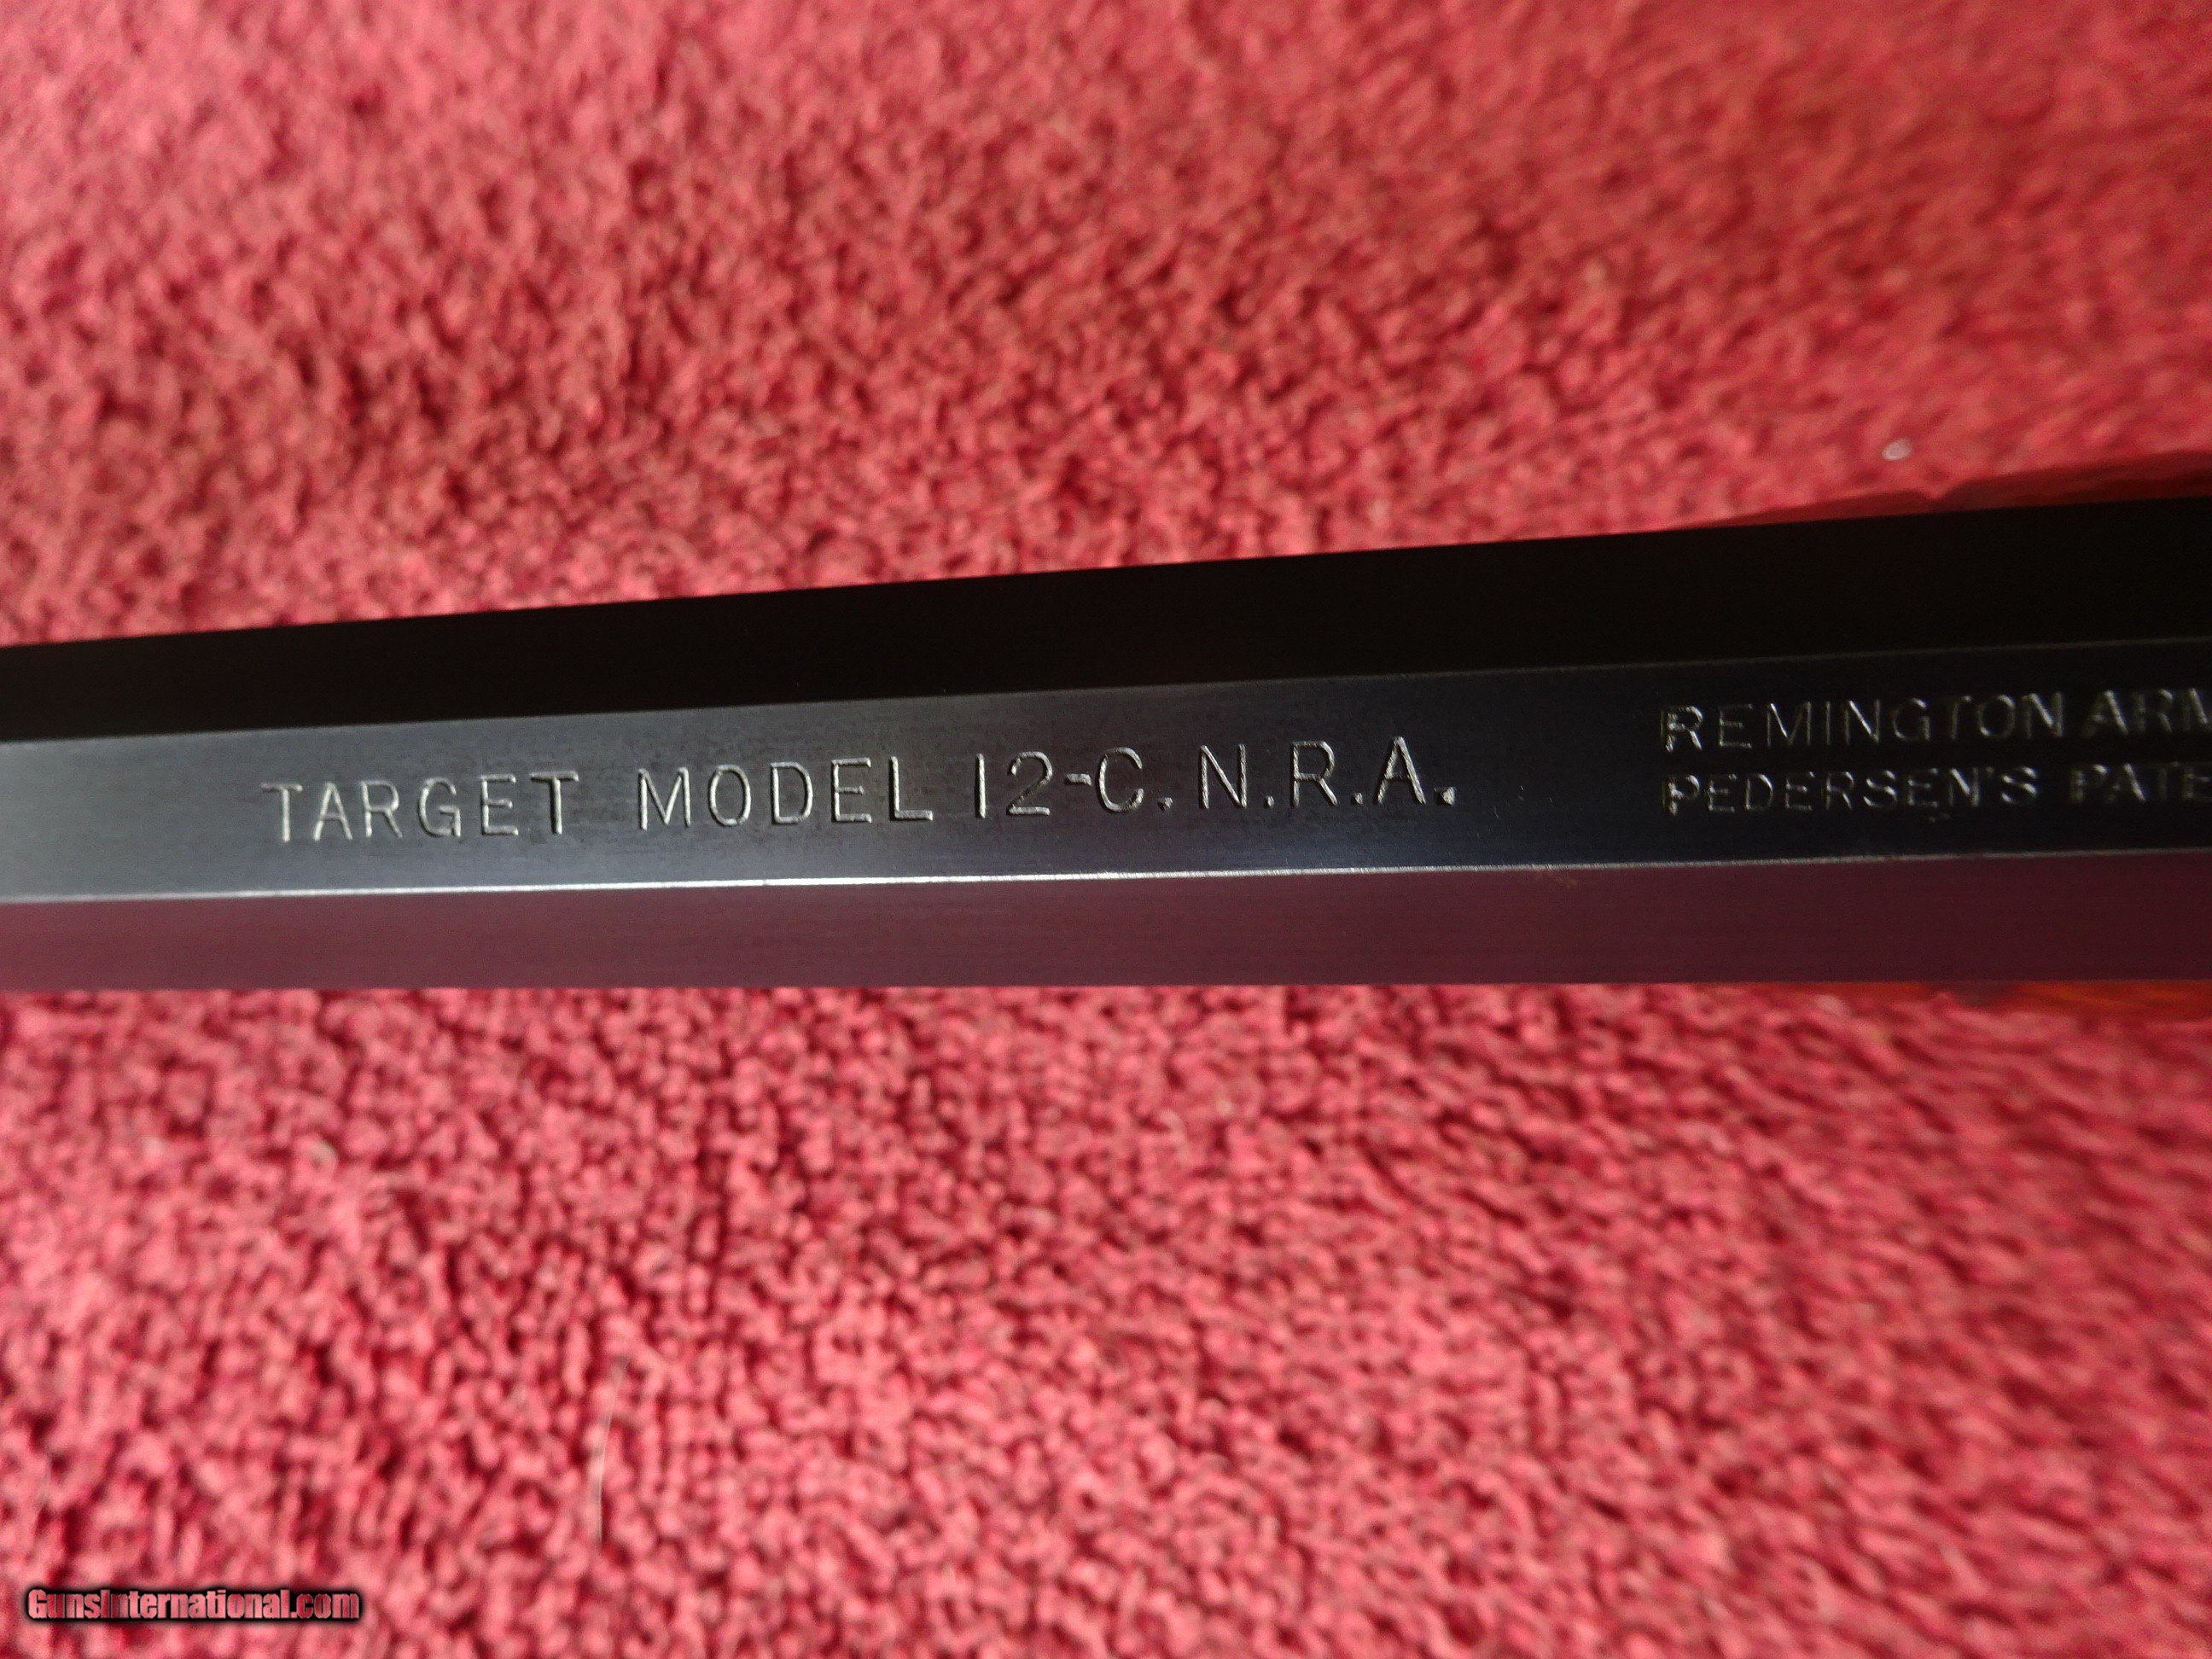 TARGET MODEL 12-C. N.R.A.
REMINGTON ARM
PEDERSEN'S PATE
GunsInternational.com